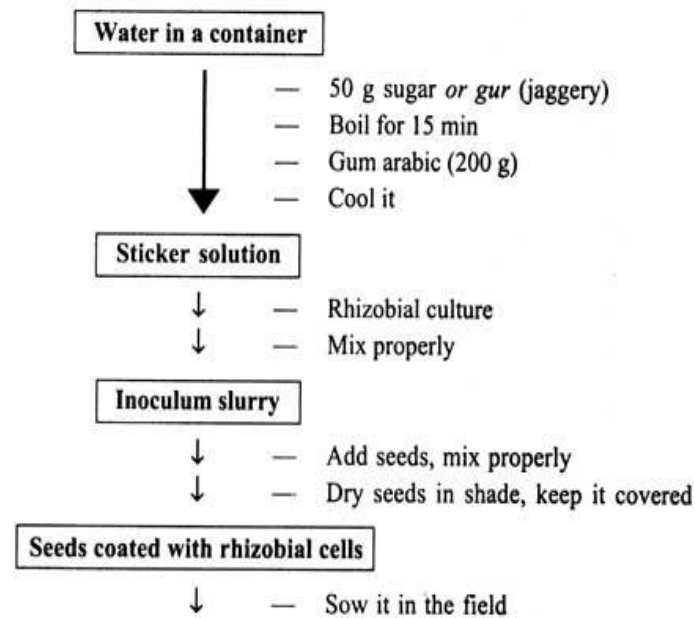 Water in a container
— 50 g sugar or gur (jaggery)
— Boil for 15 min
— Gum arabic (200 g)
— Cool it
Sticker solution
↓ — Rhizobial culture
↓ — Mix properly
Inoculum slurry
↓ — Add seeds, mix properly
↓ — Dry seeds in shade, keep it covered
Seeds coated with rhizobial cells
↓ — Sow it in the field